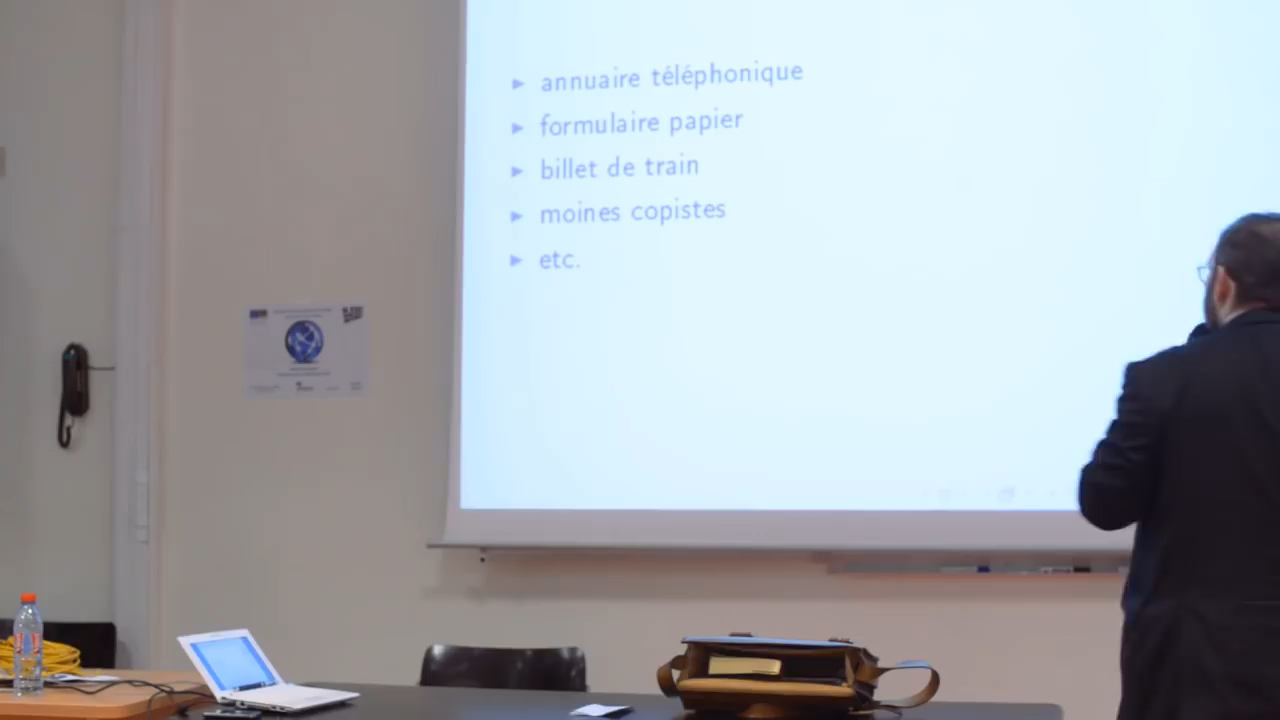 ► annuaire téléphonique
► formulaire papier
► billet de train
► moines copistes
► etc.